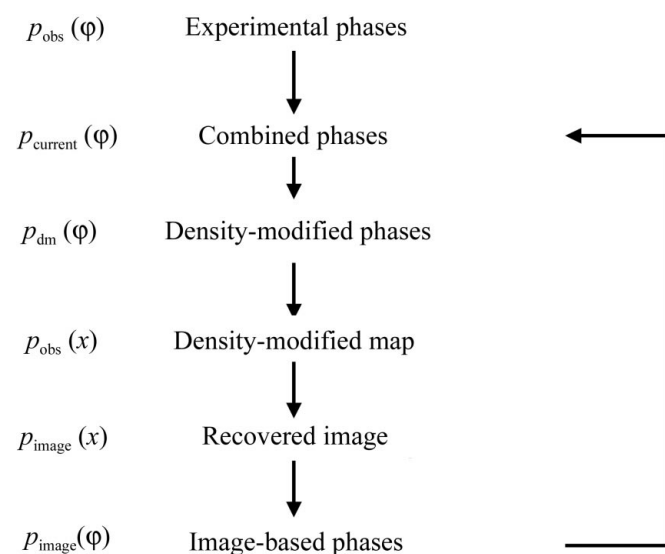 p_obs (φ) Experimental phases
p_current (φ) Combined phases
p_dm (φ) Density-modified phases
p_obs (x) Density-modified map
p_image (x) Recovered image
p_image(φ) Image-based phases